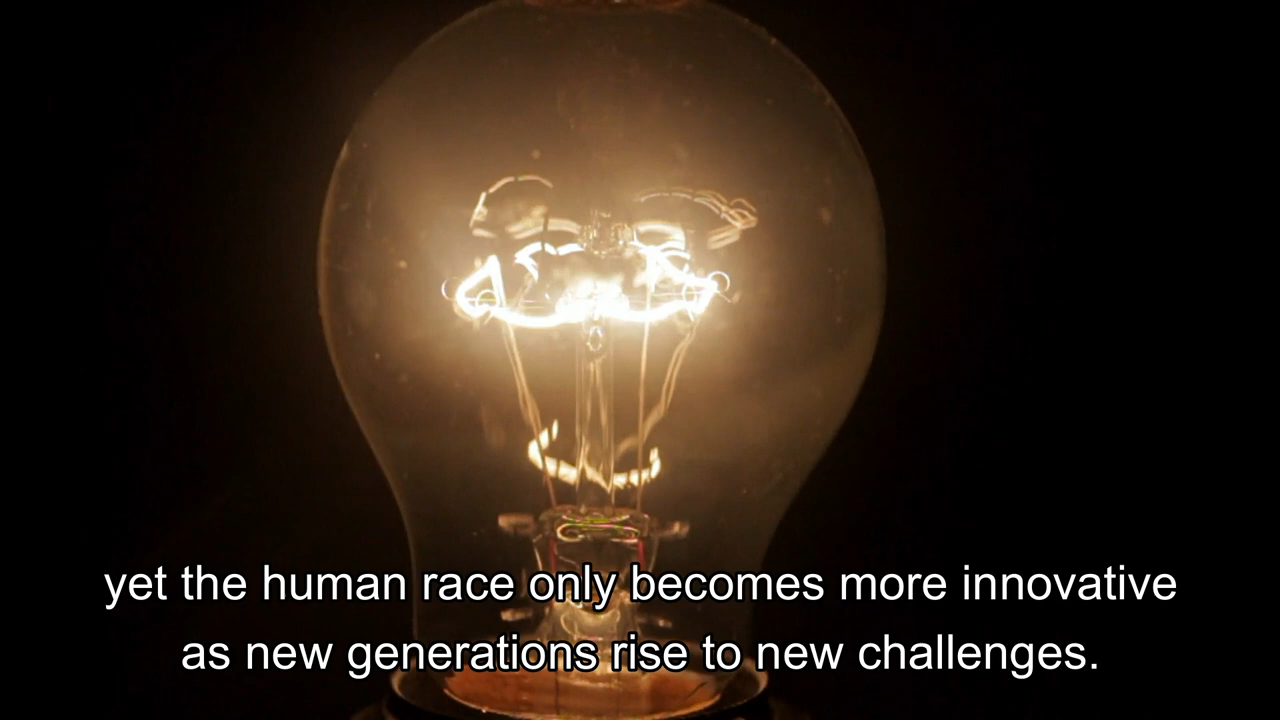 yet the human race only becomes more innovative
as new generations rise to new challenges.